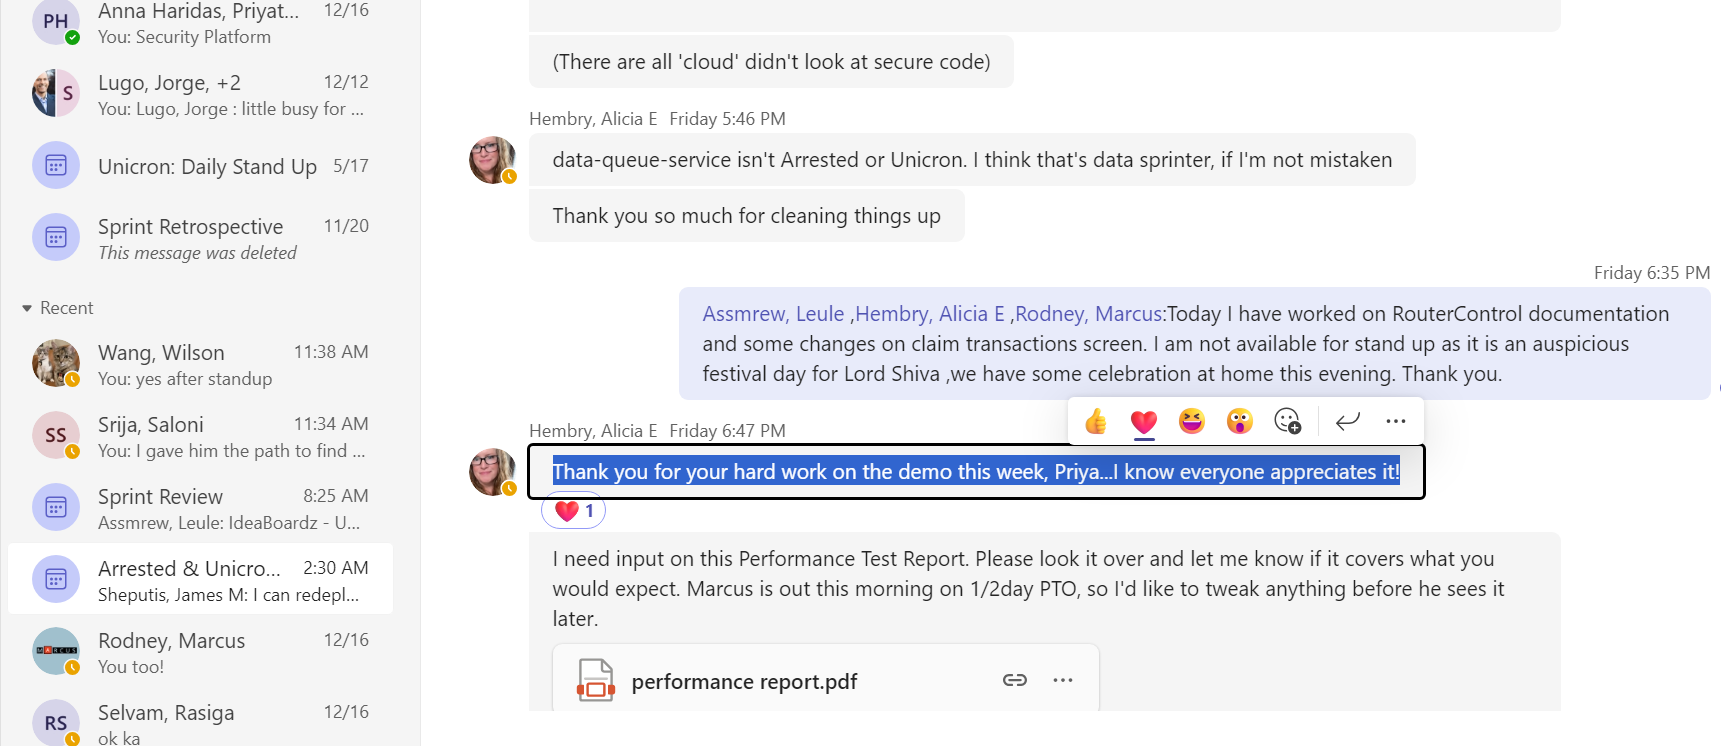 PH
Anna Haridas, Priyat... 12/16
You: Security Platform
S
Lugo, Jorge, +2 12/12
You: Lugo, Jorge : little busy for ...
Unicron: Daily Stand Up 5/17
Sprint Retrospective 11/20
This message was deleted
Recent
Wang, Wilson 11:38 AM
You: yes after standup
SS
Srija, Saloni 11:34 AM
You: I gave him the path to find ...
Sprint Review 8:25 AM
Assmrew, Leule: IdeaBoardz - U...
Arrested & Unicro... 2:30 AM
Sheputis, James M: I can redepl...
MARCUS
Rodney, Marcus 12/16
You too!
RS
Selvam, Rasiga 12/16
ok ka
(There are all 'cloud' didn't look at secure code)
Hembry, Alicia E Friday 5:46 PM
data-queue-service isn't Arrested or Unicron. I think that's data sprinter, if I'm not mistaken
Thank you so much for cleaning things up
Friday 6:35 PM
Assmrew, Leule ,Hembry, Alicia E ,Rodney, Marcus:Today I have worked on RouterControl documentation
and some changes on claim transactions screen. I am not available for stand up as it is an auspicious
festival day for Lord Shiva ,we have some celebration at home this evening. Thank you.
Hembry, Alicia E Friday 6:47 PM
Thank you for your hard work on the demo this week, Priya...I know everyone appreciates it!
1
I need input on this Performance Test Report. Please look it over and let me know if it covers what you
would expect. Marcus is out this morning on 1/2day PTO, so I'd like to tweak anything before he sees it
later.
performance report.pdf